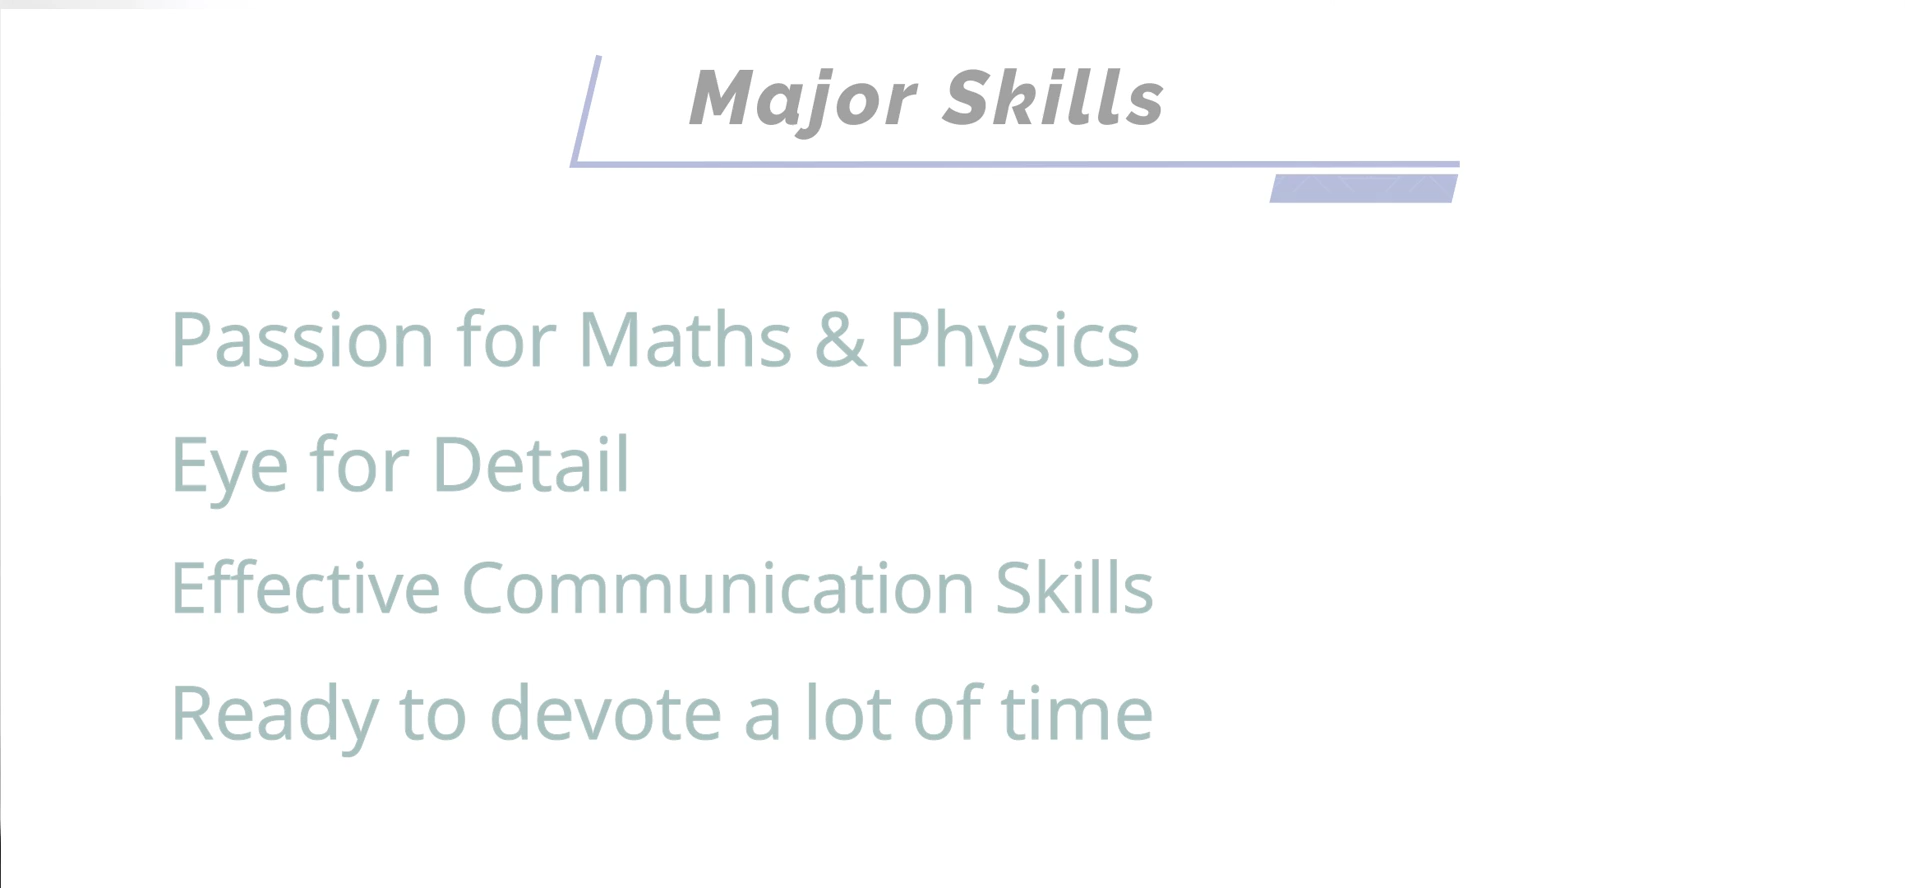 Major Skills
Passion for Maths & Physics
Eye for Detail
Effective Communication Skills
Ready to devote a lot of time